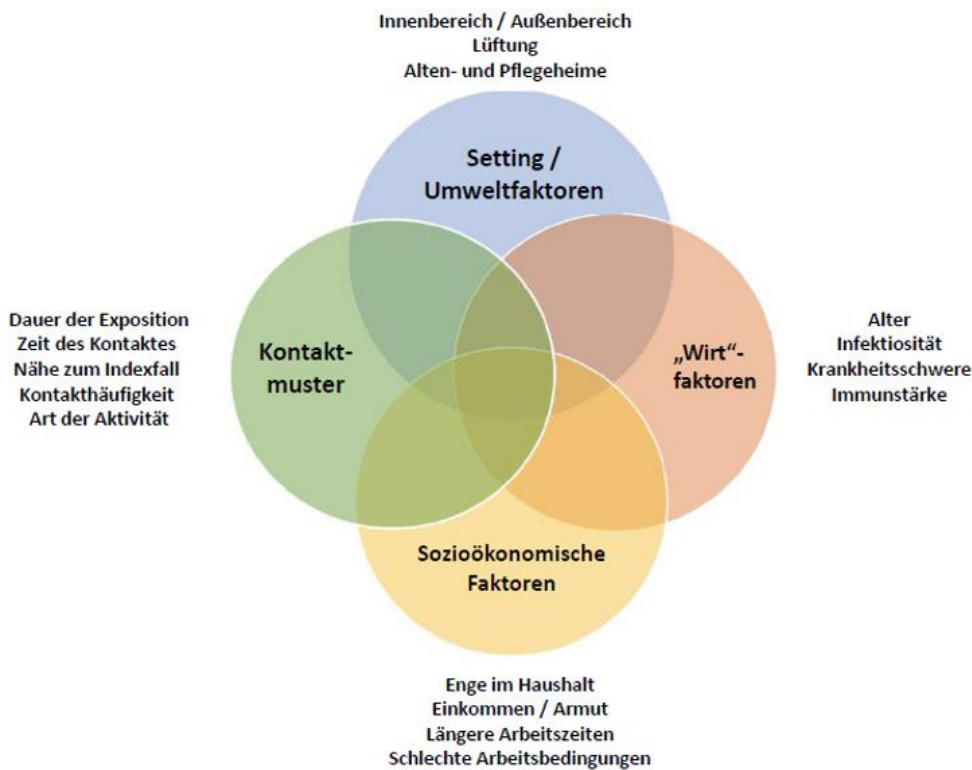 Innenbereich / Außenbereich
Lüftung
Alten- und Pflegeheime
Setting /
Umweltfaktoren
Dauer der Exposition
Zeit des Kontaktes
Nähe zum Indexfall
Kontakthäufigkeit
Art der Aktivität
Kontakt-
muster
„Wirt“-
faktoren
Alter
Infektiosität
Krankheitsschwere
Immunstärke
Sozioökonomische
Faktoren
Enge im Haushalt
Einkommen / Armut
Längere Arbeitszeiten
Schlechte Arbeitsbedingungen